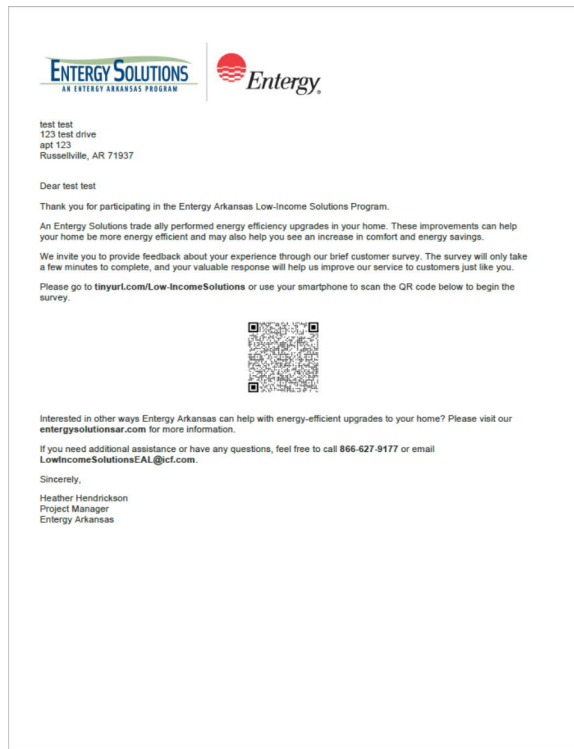 ENTERGY SOLUTIONS
AN ENTERGY ARKANSAS PROGRAM
Entergy
test test
123 test drive
apt 123
Russellville, AR 71937
Dear test test
Thank you for participating in the Entergy Arkansas Low-Income Solutions Program.
An Entergy Solutions trade ally performed energy efficiency upgrades in your home. These improvements can help
your home be more energy efficient and may also help you see an increase in comfort and energy savings.
We invite you to provide feedback about your experience through our brief customer survey. The survey will only take
a few minutes to complete, and your valuable response will help us improve our service to customers just like you.
Please go to tinyurl.com/Low-IncomeSolutions or use your smartphone to scan the QR code below to begin the
survey.
Interested in other ways Entergy Arkansas can help with energy-efficient upgrades to your home? Please visit our
entergysolutionsar.com for more information.
If you need additional assistance or have any questions, feel free to call 866-627-9177 or email
LowIncomeSolutionsEAL@icf.com.
Sincerely,
Heather Hendrickson
Project Manager
Entergy Arkansas